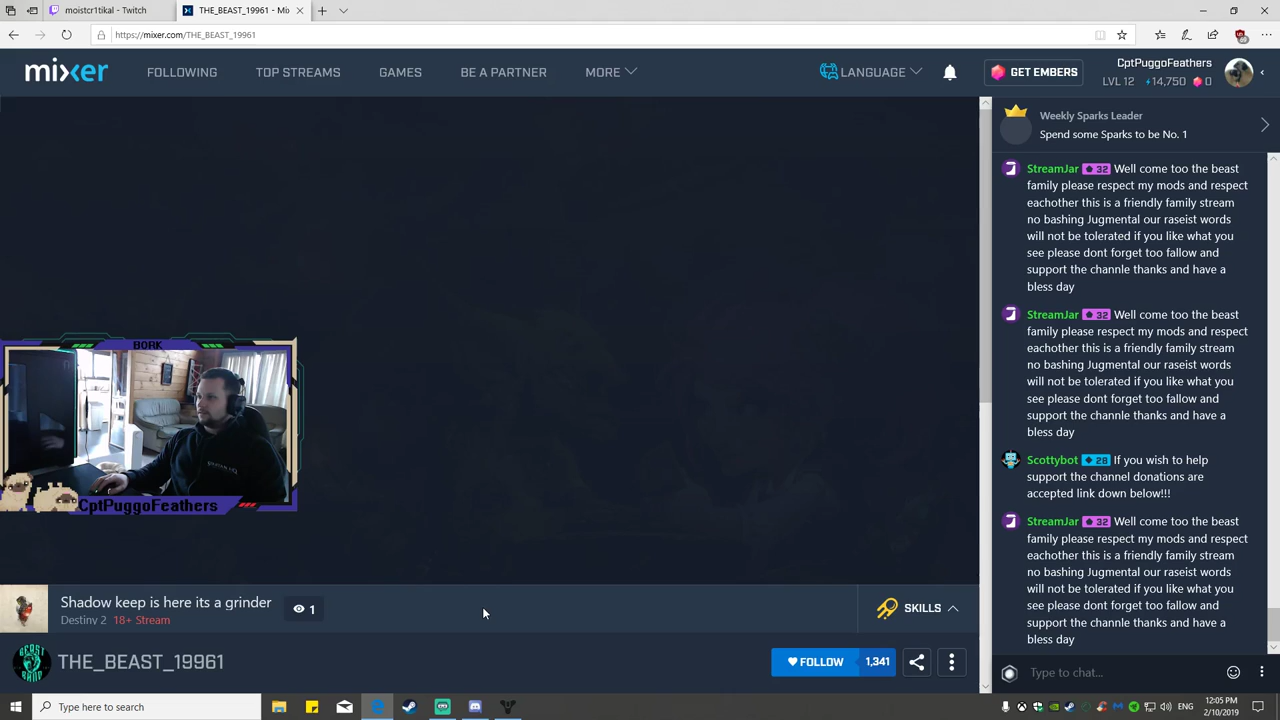 moistcr1tikal - Twitch
THE_BEAST_19961 - Mi
https://mixer.com/THE_BEAST_19961
mixer
FOLLOWING
TOP STREAMS
GAMES
BE A PARTNER
MORE
LANGUAGE
GET EMBERS
CptPuggoFeathers
LVL 12
14,750
0
Weekly Sparks Leader
Spend some Sparks to be No. 1
StreamJar 32 Well come too the beast
family please respect my mods and respect
eachother this is a friendly family stream
no bashing Jugmental our raseist words
will not be tolerated if you like what you
see please dont forget too fallow and
support the channle thanks and have a
bless day
StreamJar 32 Well come too the beast
family please respect my mods and respect
eachother this is a friendly family stream
no bashing Jugmental our raseist words
will not be tolerated if you like what you
see please dont forget too fallow and
support the channle thanks and have a
bless day
Scottybot 28 If you wish to help
support the channel donations are
accepted link down below!!!
StreamJar 32 Well come too the beast
family please respect my mods and respect
eachother this is a friendly family stream
no bashing Jugmental our raseist words
will not be tolerated if you like what you
see please dont forget too fallow and
support the channle thanks and have a
bless day
BORK
CptPuggoFeathers
Shadow keep is here its a grinder
Destiny 2 18+ Stream
1
SKILLS
THE_BEAST_19961
FOLLOW
1,341
Type to chat...
Type here to search
12:05 PM
2/10/2019